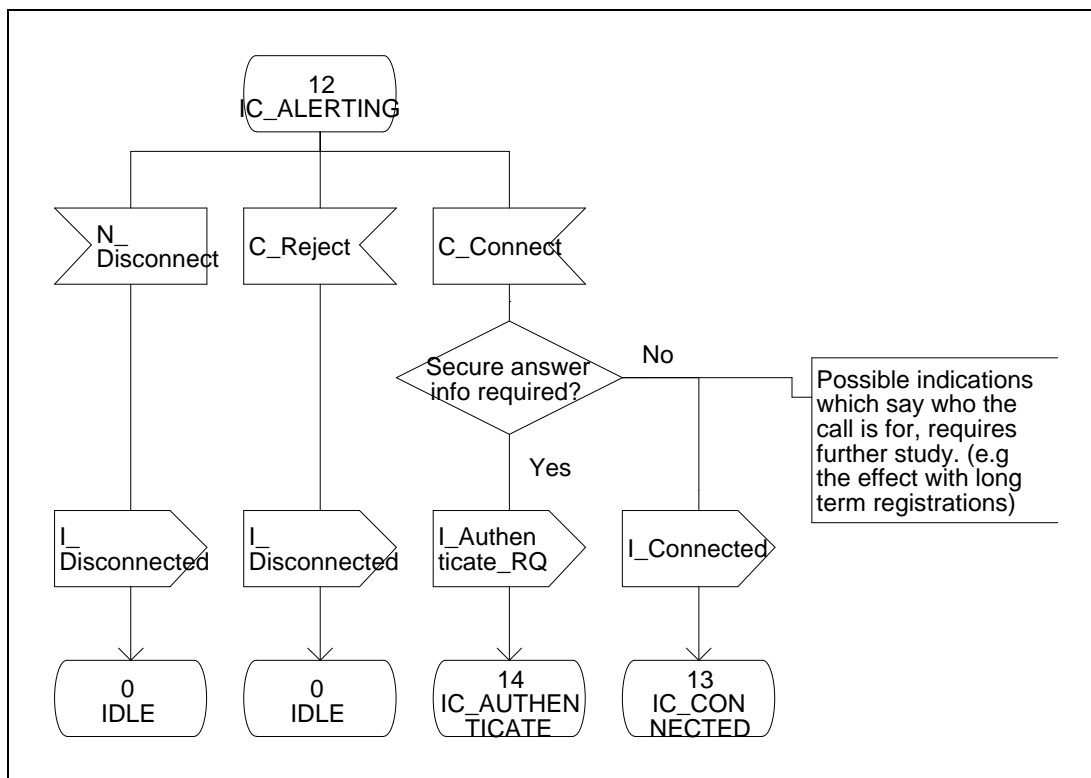 12
IC_ALERTING
N_
Disconnect
C_Reject
C_Connect
Secure answer
info required?
No
Possible indications
which say who the
call is for, requires
further study. (e.g
the effect with long
term registrations)
Yes
I_
Disconnected
I_
Disconnected
I_Authen
ticate_RQ
I_Connected
0
IDLE
0
IDLE
14
IC_AUTHEN
TICATE
13
IC_CON
NECTED